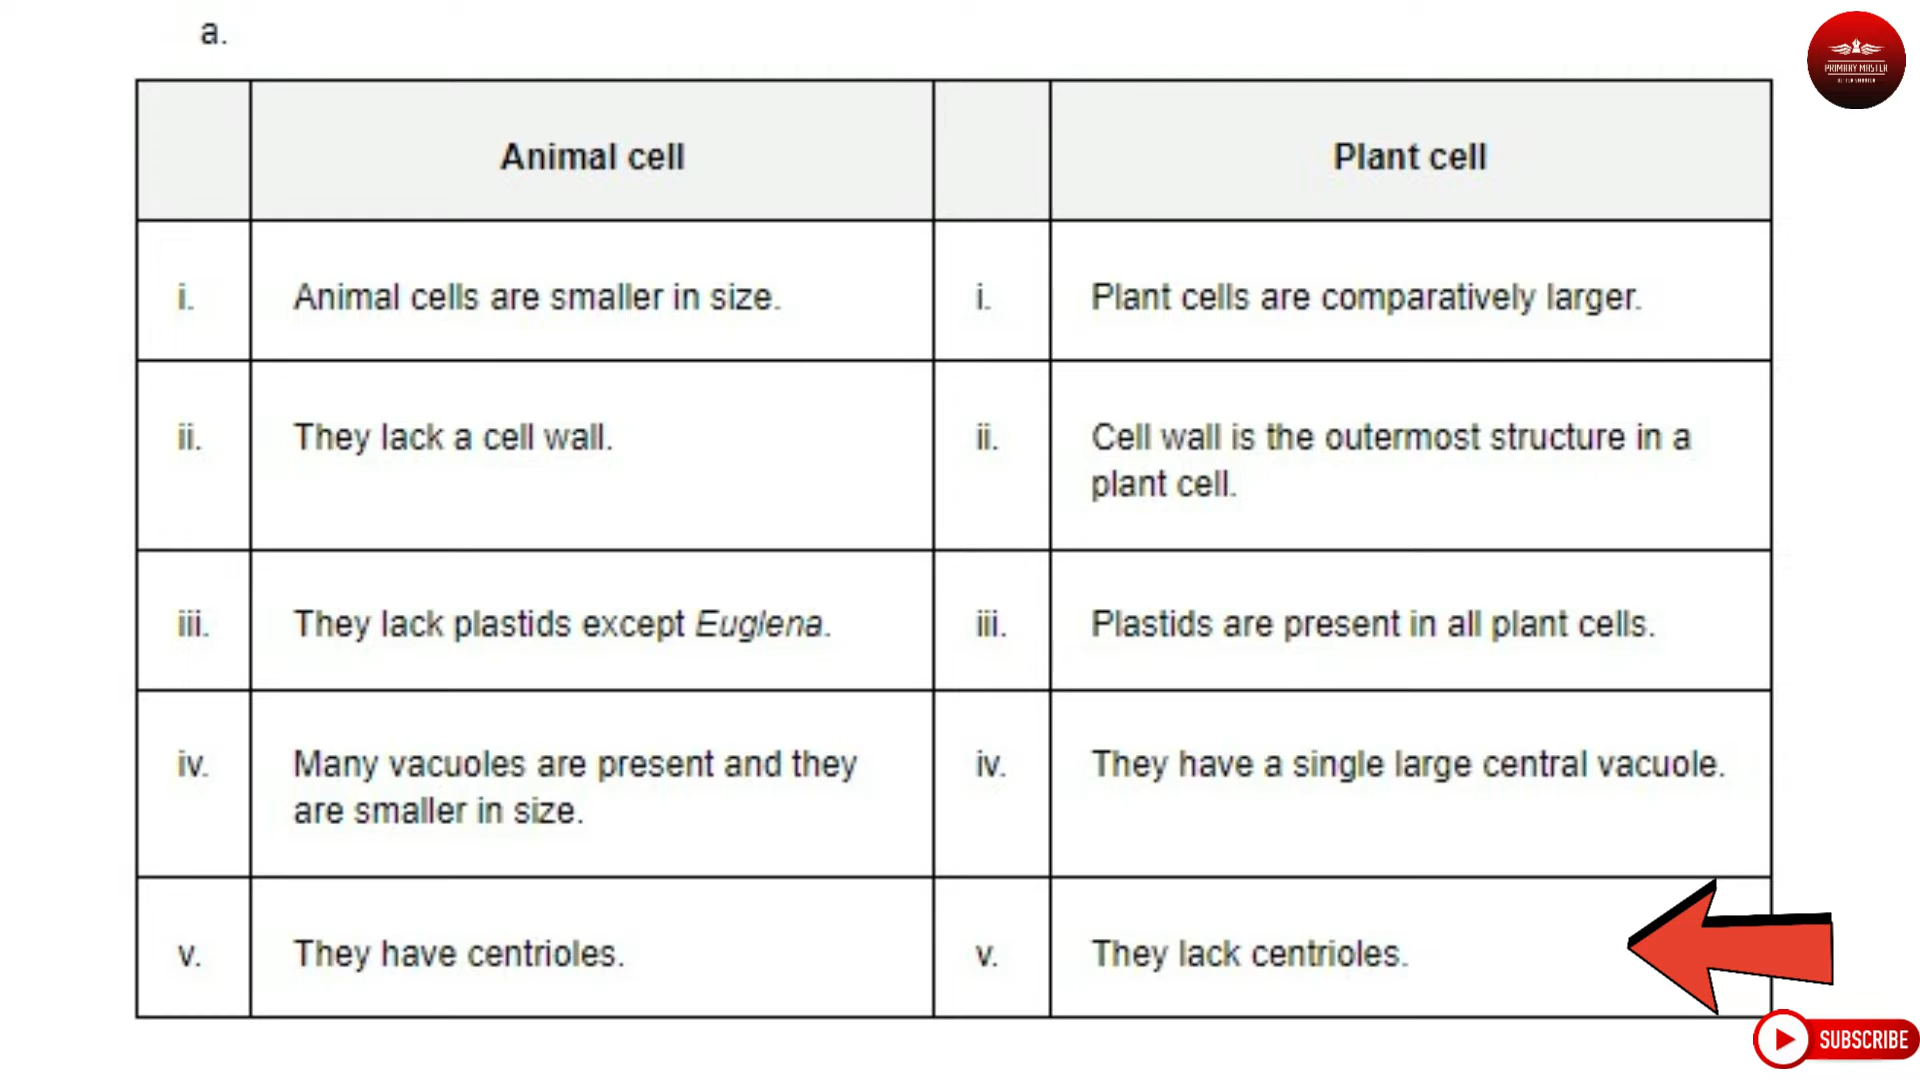 a.
PRIMARY MASTER
Animal cell
Plant cell
i.
Animal cells are smaller in size.
i.
Plant cells are comparatively larger.
ii.
They lack a cell wall.
ii.
Cell wall is the outermost structure in a
plant cell.
iii.
They lack plastids except Euglena.
iii.
Plastids are present in all plant cells.
iv.
Many vacuoles are present and they
are smaller in size.
iv.
They have a single large central vacuole.
v.
They have centrioles.
v.
They lack centrioles.
SUBSCRIBE